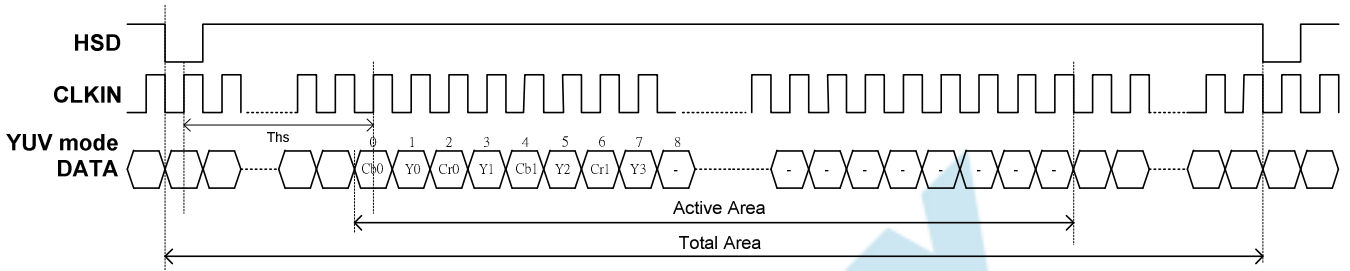 HSD
CLKIN
Ths
YUV mode
DATA
0 1 2 3 4 5 6 7 8
Cb0 Y0 Cr0 Y1 Cb1 Y2 Cr1 Y3 - - - - - - - - -
Active Area
Total Area